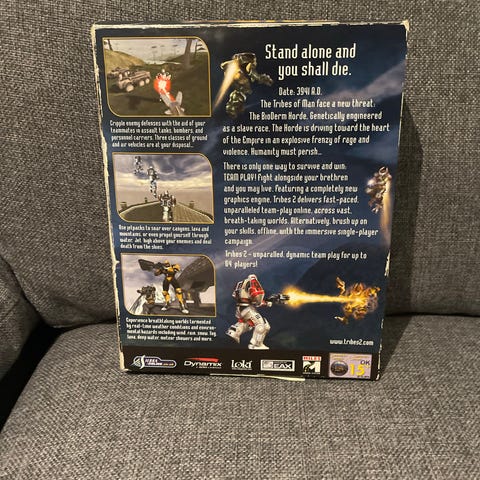 Stand alone and
you shall die.
Date: 3941 A.D.
The Tribes of Man face a new threat:
The BioDerm Horde. Genetically engineered
as a slave race. The Horde is driving toward the heart
of the Empire in an explosive frenzy of rage and
violence. Humanity must perish...
There is only one way to survive and win:
TEAM PLAY! Fight alongside your brethren
and you may live. Featuring a completely new
graphics engine, Tribes 2 delivers fast-paced,
unparalleled team-play online, across vast,
breath-taking worlds. Alternatively, brush up on
your skills, offline, with the immersive single-player
campaign.
Tribes 2 - unparalled, dynamic team play for up to
64 players!
Cripple enemy defenses with the aid of your
teammates in assault tanks, bombers, and
personnel carriers. Three classes of ground
and air vehicles are at your disposal...
Use jetpacks to soar over canyons, lava and
mountains, or even propel yourself through
water. Jet high above your enemies and deal
death from the skies.
Experience breathtaking worlds tormented
by real-time weather conditions and environ-
mental hazards including wind, rain, snow, fog,
lava, deep water, meteor showers and more.
www.tribes2.com
Dynamix
Loki
EAX
MILES
UK
15